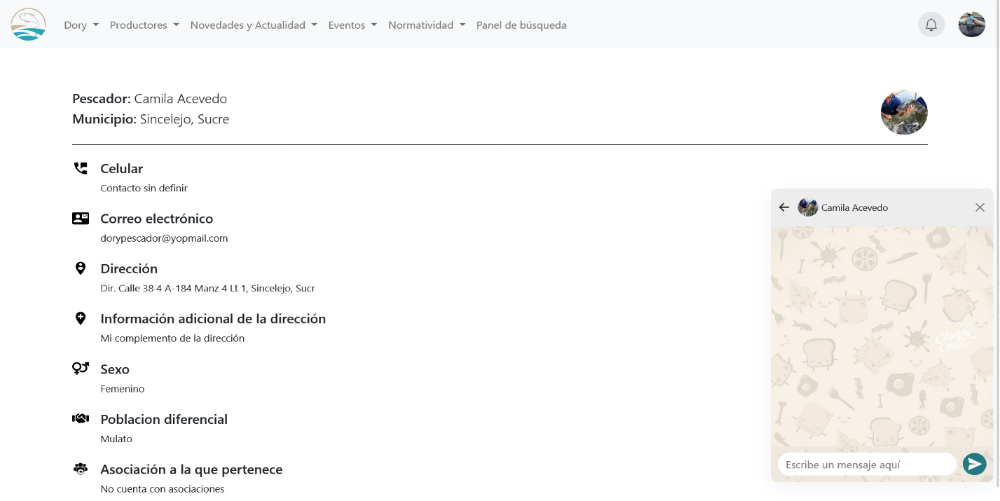 Dory Productores Novedades y Actualidad Eventos Normatividad Panel de búsqueda
Pescador: Camila Acevedo
Municipio: Sincelejo, Sucre
Celular
Contacto sin definir
Correo electrónico
dorypescador@yopmail.com
Dirección
Dir. Calle 38 4 A-184 Manz 4 Lt 1, Sincelejo, Sucr
Información adicional de la dirección
Mi complemento de la dirección
Sexo
Femenino
Poblacion diferencial
Mulato
Asociación a la que pertenece
No cuenta con asociaciones
Camila Acevedo
Escribe un mensaje aquí